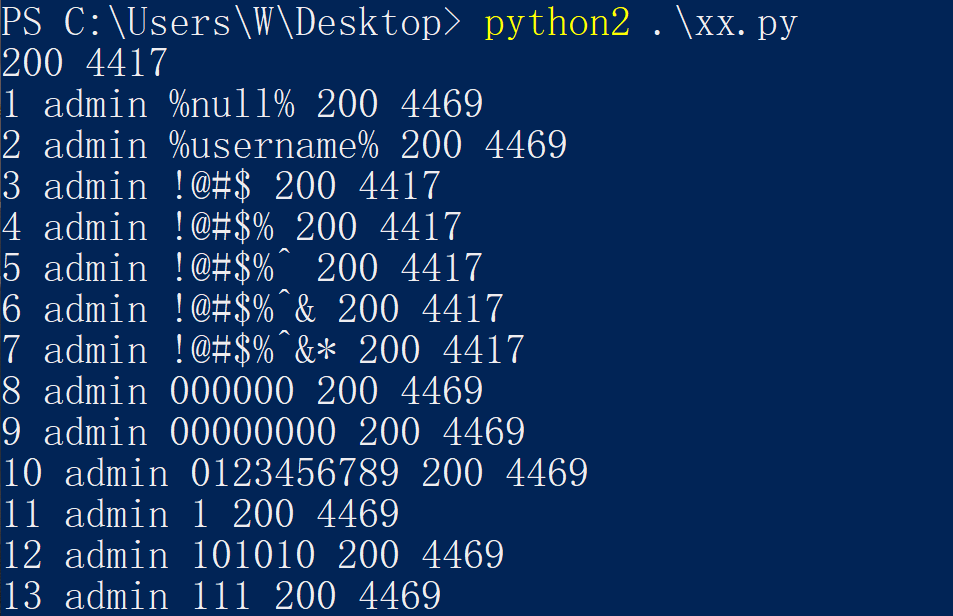 PS C:\Users\W\Desktop> python2 .\xx.py
200 4417
1 admin %null% 200 4469
2 admin %username% 200 4469
3 admin !@#$ 200 4417
4 admin !@#$% 200 4417
5 admin !@#$%^ 200 4417
6 admin !@#$%^& 200 4417
7 admin !@#$%^&* 200 4417
8 admin 000000 200 4469
9 admin 00000000 200 4469
10 admin 0123456789 200 4469
11 admin 1 200 4469
12 admin 101010 200 4469
13 admin 111 200 4469